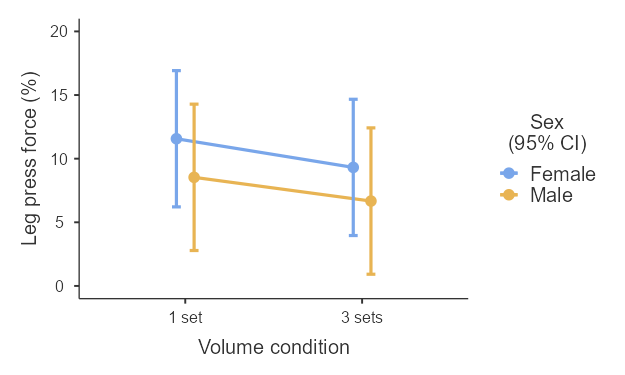 20
15
10
5
0
Leg press force (%)
1 set
3 sets
Volume condition
Sex
(95% CI)
Female
Male